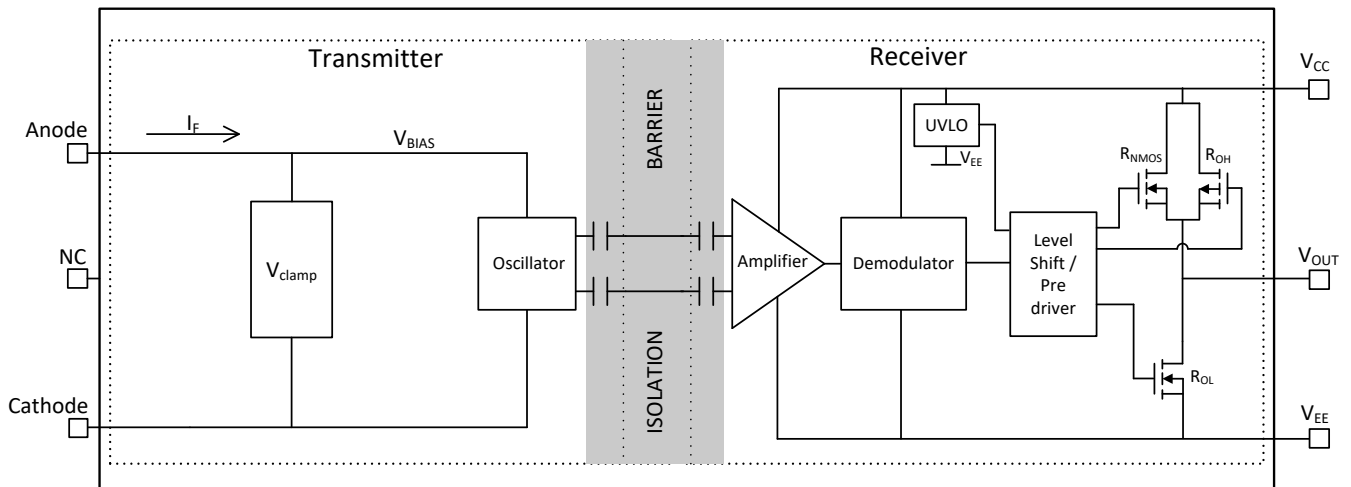 Transmitter
Receiver
BARRIER
ISOLATION
Anode
I_F
V_BIAS
NC
V_clamp
Oscillator
Cathode
Amplifier
Demodulator
UVLO
V_EE
Level
Shift /
Pre
driver
R_NMOS
R_OH
R_OL
V_CC
V_OUT
V_EE